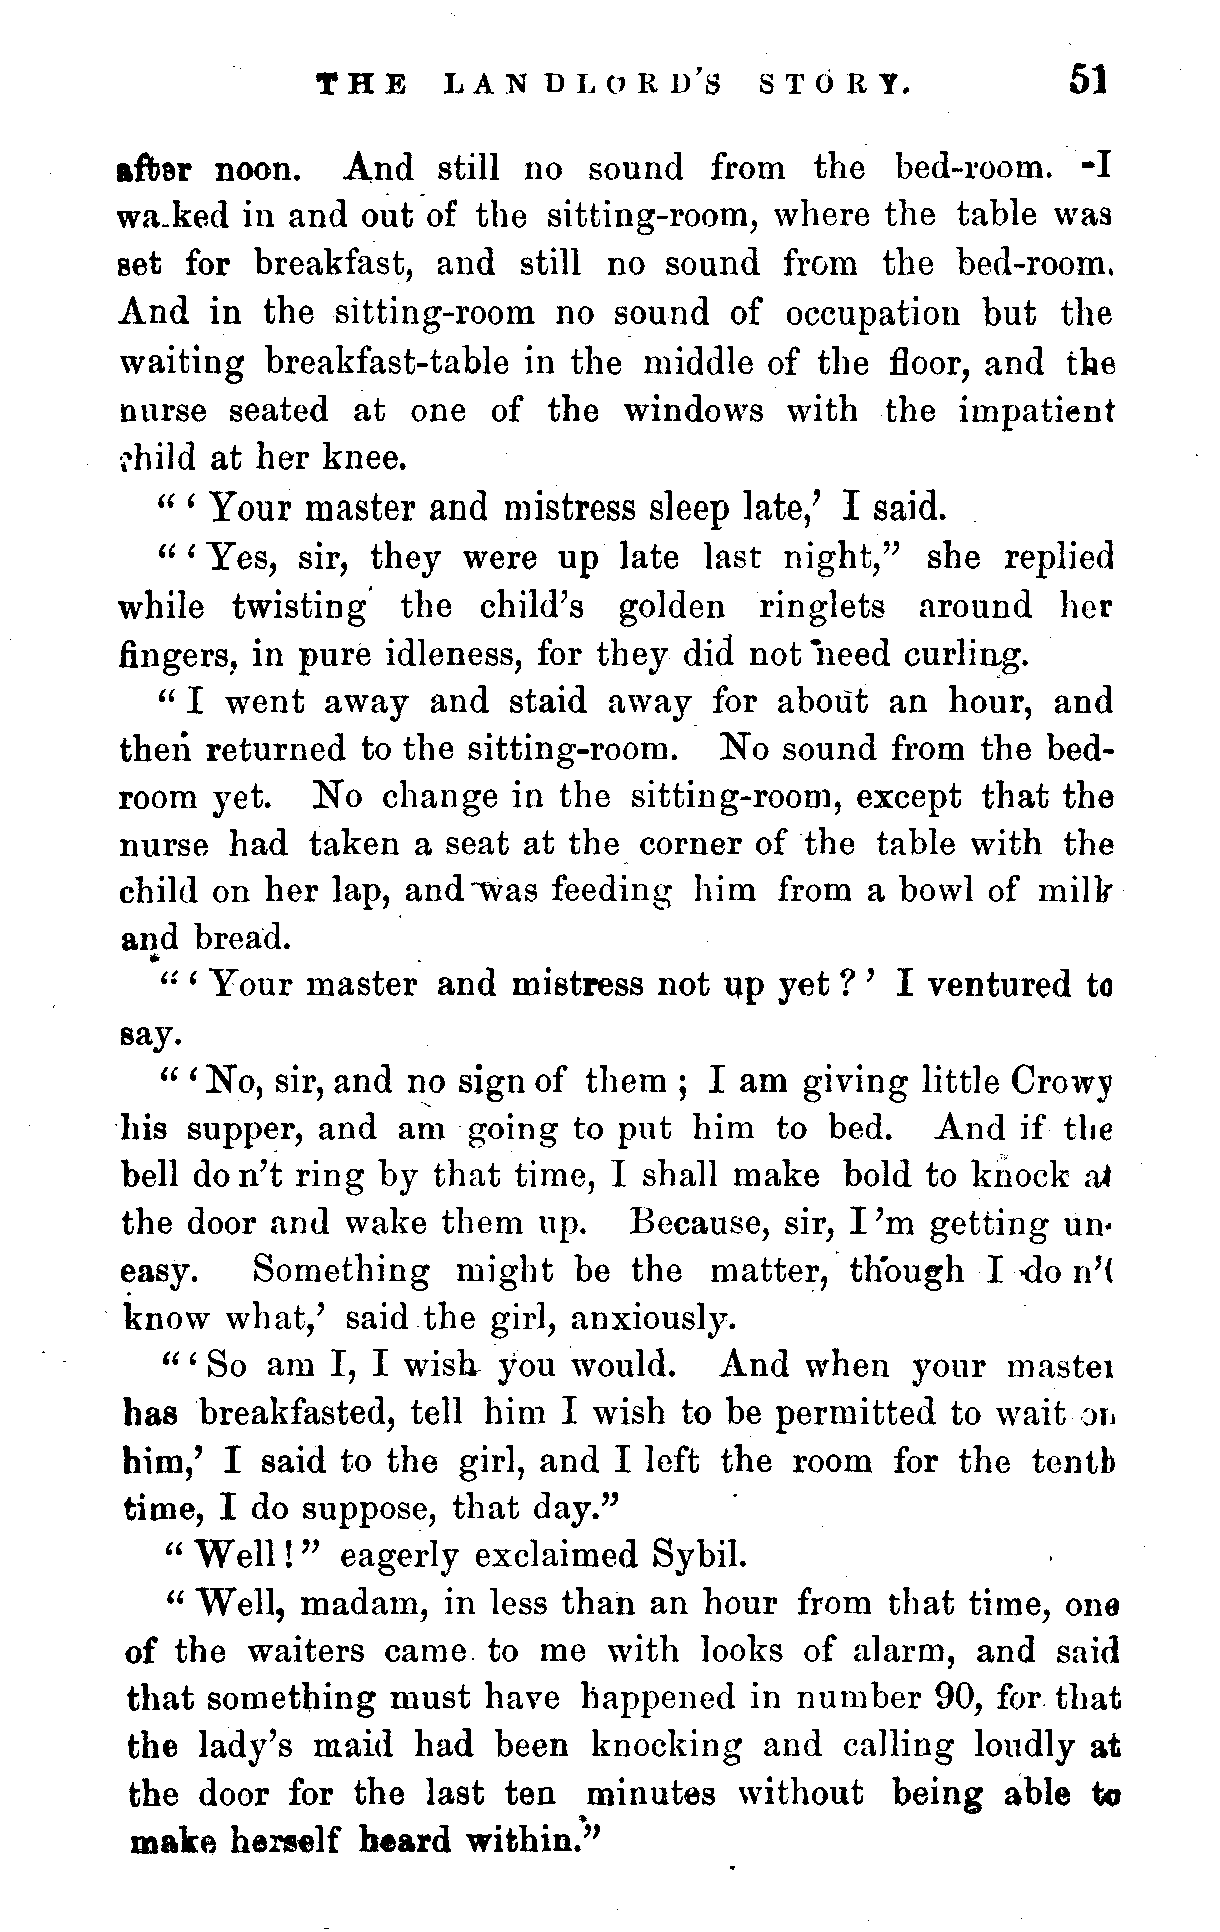 THE LANDLORD'S STORY. 51
after noon. And still no sound from the bed-room. I
walked in and out of the sitting-room, where the table was
set for breakfast, and still no sound from the bed-room.
And in the sitting-room no sound of occupation but the
waiting breakfast-table in the middle of the floor, and the
nurse seated at one of the windows with the impatient
child at her knee.
"'Your master and mistress sleep late,' I said.
"'Yes, sir, they were up late last night," she replied
while twisting the child's golden ringlets around her
fingers, in pure idleness, for they did not need curling.
"I went away and staid away for about an hour, and
then returned to the sitting-room. No sound from the bed-
room yet. No change in the sitting-room, except that the
nurse had taken a seat at the corner of the table with the
child on her lap, and was feeding him from a bowl of milk
and bread.
"'Your master and mistress not up yet?' I ventured to
say.
"'No, sir, and no sign of them; I am giving little Crowy
his supper, and am going to put him to bed. And if the
bell do n't ring by that time, I shall make bold to knock at
the door and wake them up. Because, sir, I 'm getting un-
easy. Something might be the matter, though I do n't
know what,' said the girl, anxiously.
"'So am I, I wish you would. And when your master
has breakfasted, tell him I wish to be permitted to wait on
him,' I said to the girl, and I left the room for the tenth
time, I do suppose, that day."
"Well!" eagerly exclaimed Sybil.
"Well, madam, in less than an hour from that time, one
of the waiters came to me with looks of alarm, and said
that something must have happened in number 90, for that
the lady's maid had been knocking and calling loudly at
the door for the last ten minutes without being able to
make herself heard within."